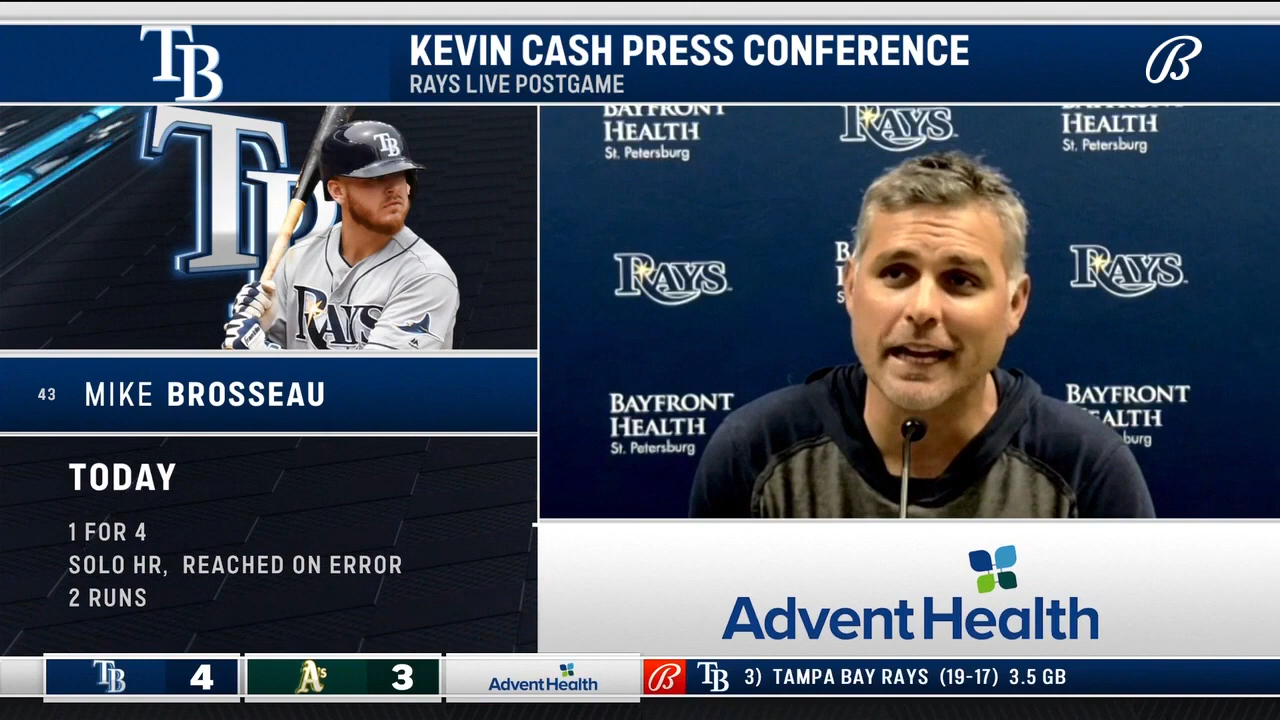 TB
KEVIN CASH PRESS CONFERENCE
RAYS LIVE POSTGAME
B
TB
TB
RAYS
43 MIKE BROSSEAU
TODAY
1 FOR 4
SOLO HR, REACHED ON ERROR
2 RUNS
BAYFRONT
HEALTH
St. Petersburg
RAYS
BAYFRONT
HEALTH
St. Petersburg
RAYS
RAYS
BAYFRONT
HEALTH
St. Petersburg
BAYFRONT
AdventHealth
TB 4
A's 3
AdventHealth
B TB 3) TAMPA BAY RAYS (19-17) 3.5 GB